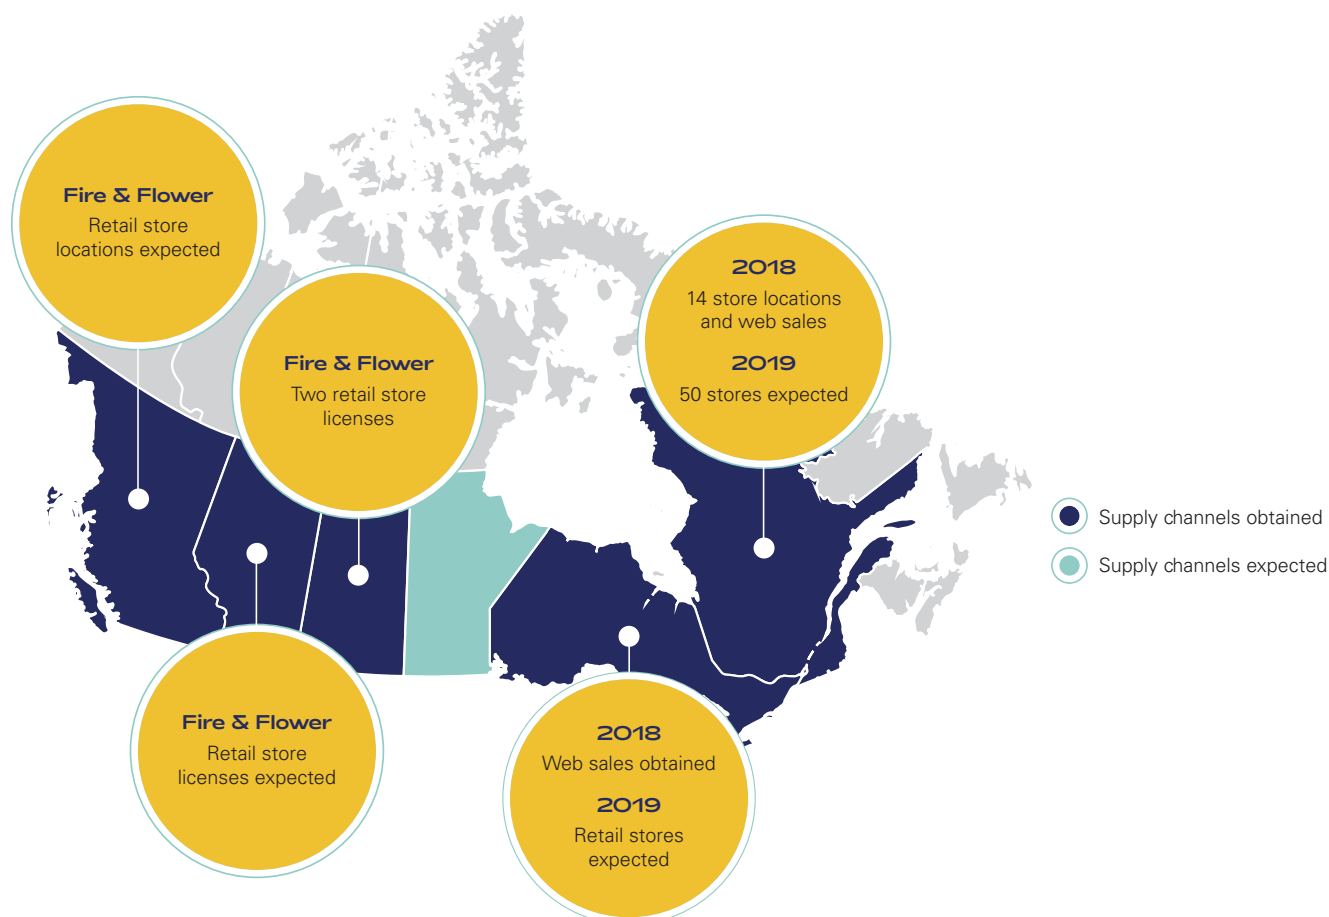 Fire & Flower
Retail store
locations expected
Fire & Flower
Two retail store
licenses
2018
14 store locations
and web sales
2019
50 stores expected
Supply channels obtained
Supply channels expected
Fire & Flower
Retail store
licenses expected
2018
Web sales obtained
2019
Retail stores
expected